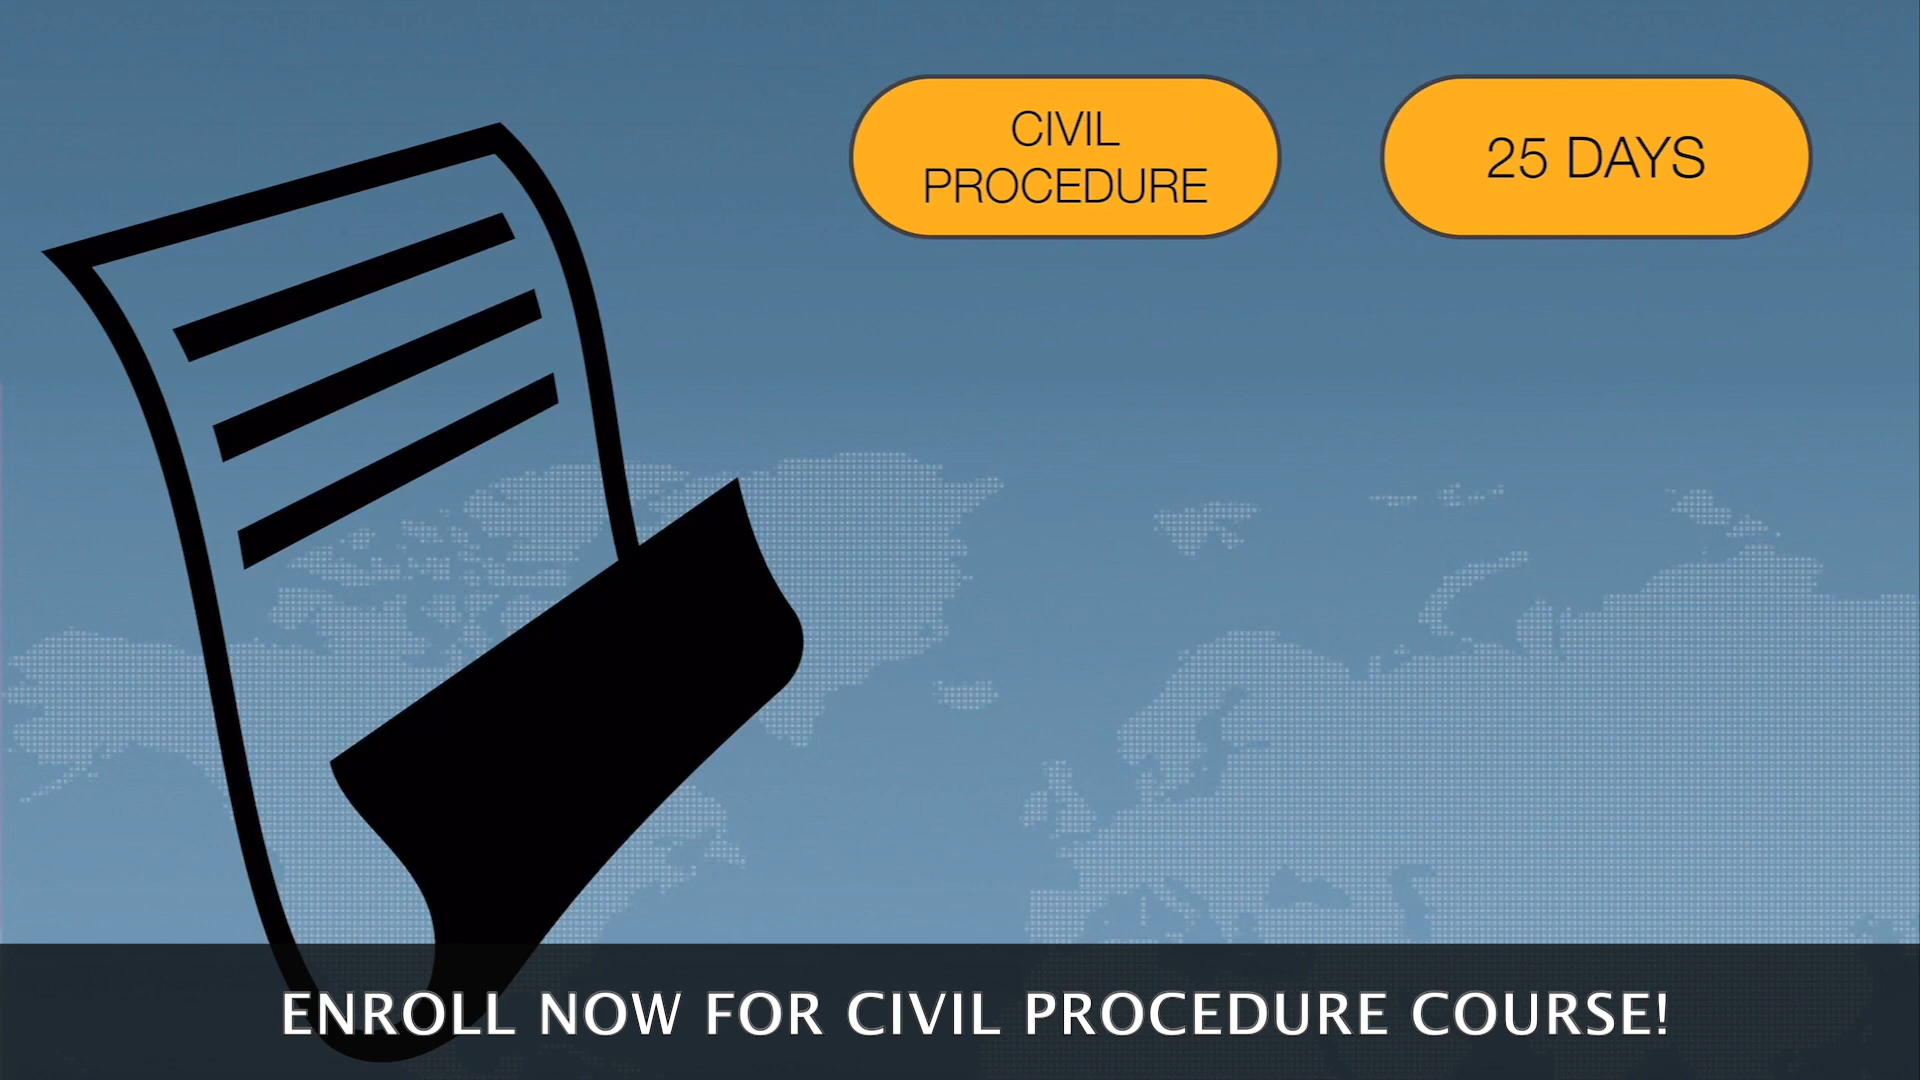 CIVIL
PROCEDURE
25 DAYS
ENROLL NOW FOR CIVIL PROCEDURE COURSE!